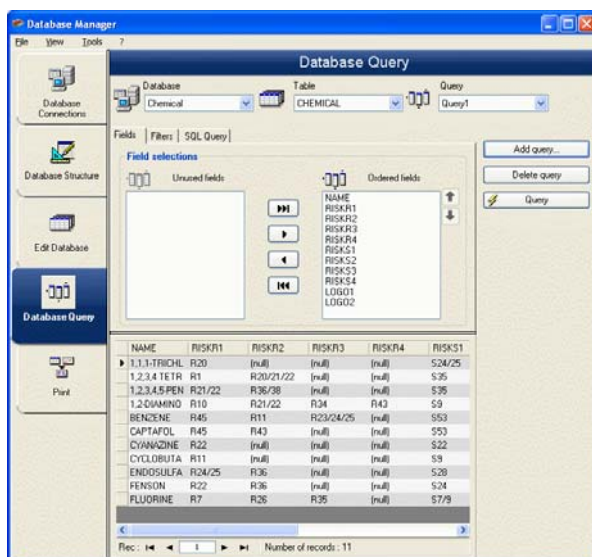 Database Manager
File View Tools ?
Database Query
Database Table Query
Chemical CHEMICAL Query1
Database Connections
Database Structure
Edit Database
Database Query
Print
Fields Filters SQL Query
Field selections
Unused fields Ordered fields
NAME
RISKR1
RISKR2
RISKR3
RISKR4
RISKS1
RISKS2
RISKS3
RISKS4
LOGO1
LOGO2
Add query...
Delete query
Query
NAME RISKR1 RISKR2 RISKR3 RISKR4 RISKS1
1,1,1-TRICHL R20 (null) (null) (null) S24/25
1,2,3,4 TETR R1 R20/21/22 (null) (null) S35
1,2,3,4,5-PEN R21/22 R36/38 (null) (null) S35
1,2-DIAMINO R10 R21/22 R34 R43 S9
BENZENE R45 R11 R23/24/25 (null) S53
CAPTAFOL R45 R43 (null) (null) S53
CYANAZINE R22 (null) (null) (null) S22
CYCLOBUTA R11 (null) (null) (null) S9
ENDOSULFA R24/25 R36 (null) (null) S28
FENSON R22 R36 (null) (null) S24
FLUORINE R7 R26 R35 (null) S7/9
Rec : 1 Number of records : 11